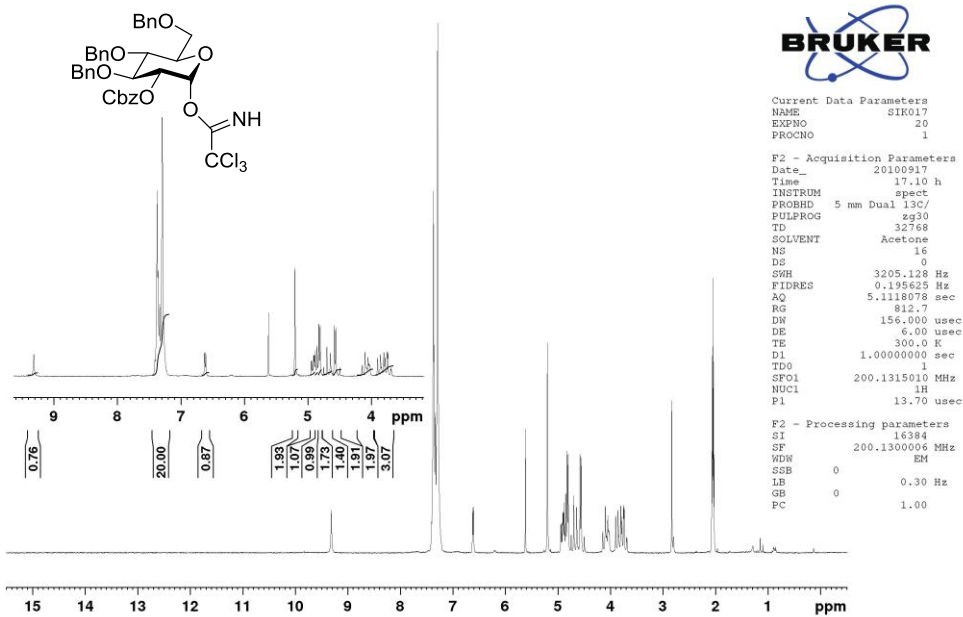 BnO
BnO
BnO
CbzO
O
O
NH
CCl3
BRUKER
Current Data Parameters
NAME SIK017
EXPNO 20
PROCNO 1
F2 - Acquisition Parameters
Date_ 20100917
Time 17.10 h
INSTRUM spect
PROBHD 5 mm Dual 13C/
PULPROG zg30
TD 32768
SOLVENT Acetone
NS 16
DS 0
SWH 3205.128 Hz
FIDRES 0.195625 Hz
AQ 5.1118078 sec
RG 812.7
DW 156.000 usec
DE 6.00 usec
TE 300.0 K
D1 1.00000000 sec
TD0 1
SFO1 200.1315010 MHz
NUC1 1H
P1 13.70 usec
F2 - Processing parameters
SI 16384
SF 200.1300006 MHz
WDW EM
SSB 0
LB 0.30 Hz
GB 0
PC 1.00
9 8 7 6 5 4 ppm
0.76 20.00 0.87 1.93 1.07 0.99 1.73 1.40 1.91 1.97 3.07
15 14 13 12 11 10 9 8 7 6 5 4 3 2 1 ppm